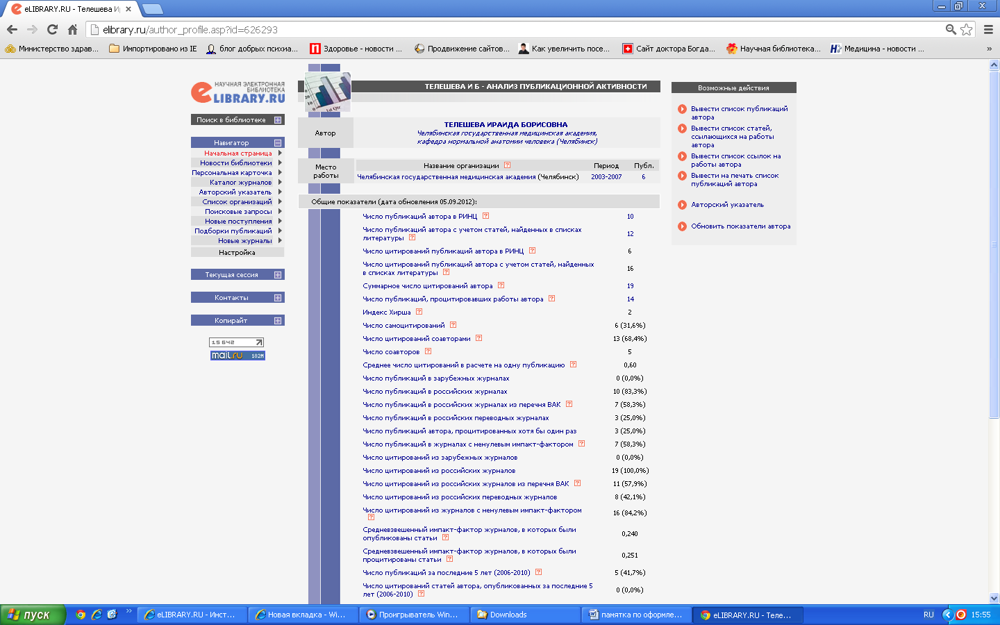 eLIBRARY.RU - Телешева И
elibrary.ru/author_profile.asp?id=626293
Министерство здрав...
Импортировано из IE
блог добрых психиа...
Здоровье - новости ...
Продвижение сайтов...
Как увеличить посе...
Сайт доктора Богда...
Научная библиотека...
Медицина - новости ...
»
НАУЧНАЯ ЭЛЕКТРОННАЯ
БИБЛИОТЕКА
eLIBRARY.RU
Поиск в библиотеке
Навигатор
Начальная страница
Новости библиотеки
Персональная карточка
Каталог журналов
Авторский указатель
Список организаций
Поисковые запросы
Новые поступления
Подборки публикаций
Новые журналы
Настройка
Текущая сессия
Контакты
Копирайт
15642
mail.ru 182M
ТЕЛЕШЕВА И Б - АНАЛИЗ ПУБЛИКАЦИОННОЙ АКТИВНОСТИ
Автор
ТЕЛЕШЕВА ИРАИДА БОРИСОВНА
Челябинская государственная медицинская академия,
кафедра нормальной анатомии человека (Челябинск)
Место
работы
Название организации ? Период Публ.
Челябинская государственная медицинская академия (Челябинск) 2003-2007 6
Общие показатели (дата обновления 05.09.2012):
Число публикаций автора в РИНЦ ? 10
Число публикаций автора с учетом статей, найденных в списках
литературы ? 12
Число цитирований публикаций автора в РИНЦ ? 6
Число цитирований публикаций автора с учетом статей, найденных
в списках литературы ? 16
Суммарное число цитирований автора ? 19
Число публикаций, процитировавших работы автора ? 14
Индекс Хирша ? 2
Число самоцитирований ? 6 (31,6%)
Число цитирований соавторами ? 13 (68,4%)
Число соавторов ? 5
Среднее число цитирований в расчете на одну публикацию ? 0,60
Число публикаций в зарубежных журналах 0 (0,0%)
Число публикаций в российских журналах 10 (83,3%)
Число публикаций в российских журналах из перечня ВАК ? 7 (58,3%)
Число публикаций в российских переводных журналах 3 (25,0%)
Число публикаций автора, процитированных хотя бы один раз 3 (25,0%)
Число публикаций в журналах с ненулевым импакт-фактором ? 7 (58,3%)
Число цитирований из зарубежных журналов 0 (0,0%)
Число цитирований из российских журналов 19 (100,0%)
Число цитирований из российских журналов из перечня ВАК ? 11 (57,9%)
Число цитирований из российских переводных журналов 8 (42,1%)
Число цитирований из журналов с ненулевым импакт-фактором
? 16 (84,2%)
Средневзвешенный импакт-фактор журналов, в которых были
опубликованы статьи ? 0,240
Средневзвешенный импакт-фактор журналов, в которых были
процитированы статьи ? 0,251
Число публикаций за последние 5 лет (2006-2010) ? 5 (41,7%)
Число цитирований статей автора, опубликованных за последние 5
лет (2006-2010) ? 0 (0,0%)
Возможные действия
Вывести список публикаций
автора
Вывести список статей,
ссылающихся на работы
автора
Вывести список ссылок на
работы автора
Вывести на печать список
публикаций автора
Авторский указатель
Обновить показатели автора
пуск
»
eLIBRARY.RU - Инст...
Новая вкладка - Wi...
Проигрыватель Win...
Downloads
памятка по оформле...
eLIBRARY.RU - Теле...
RU
15:55